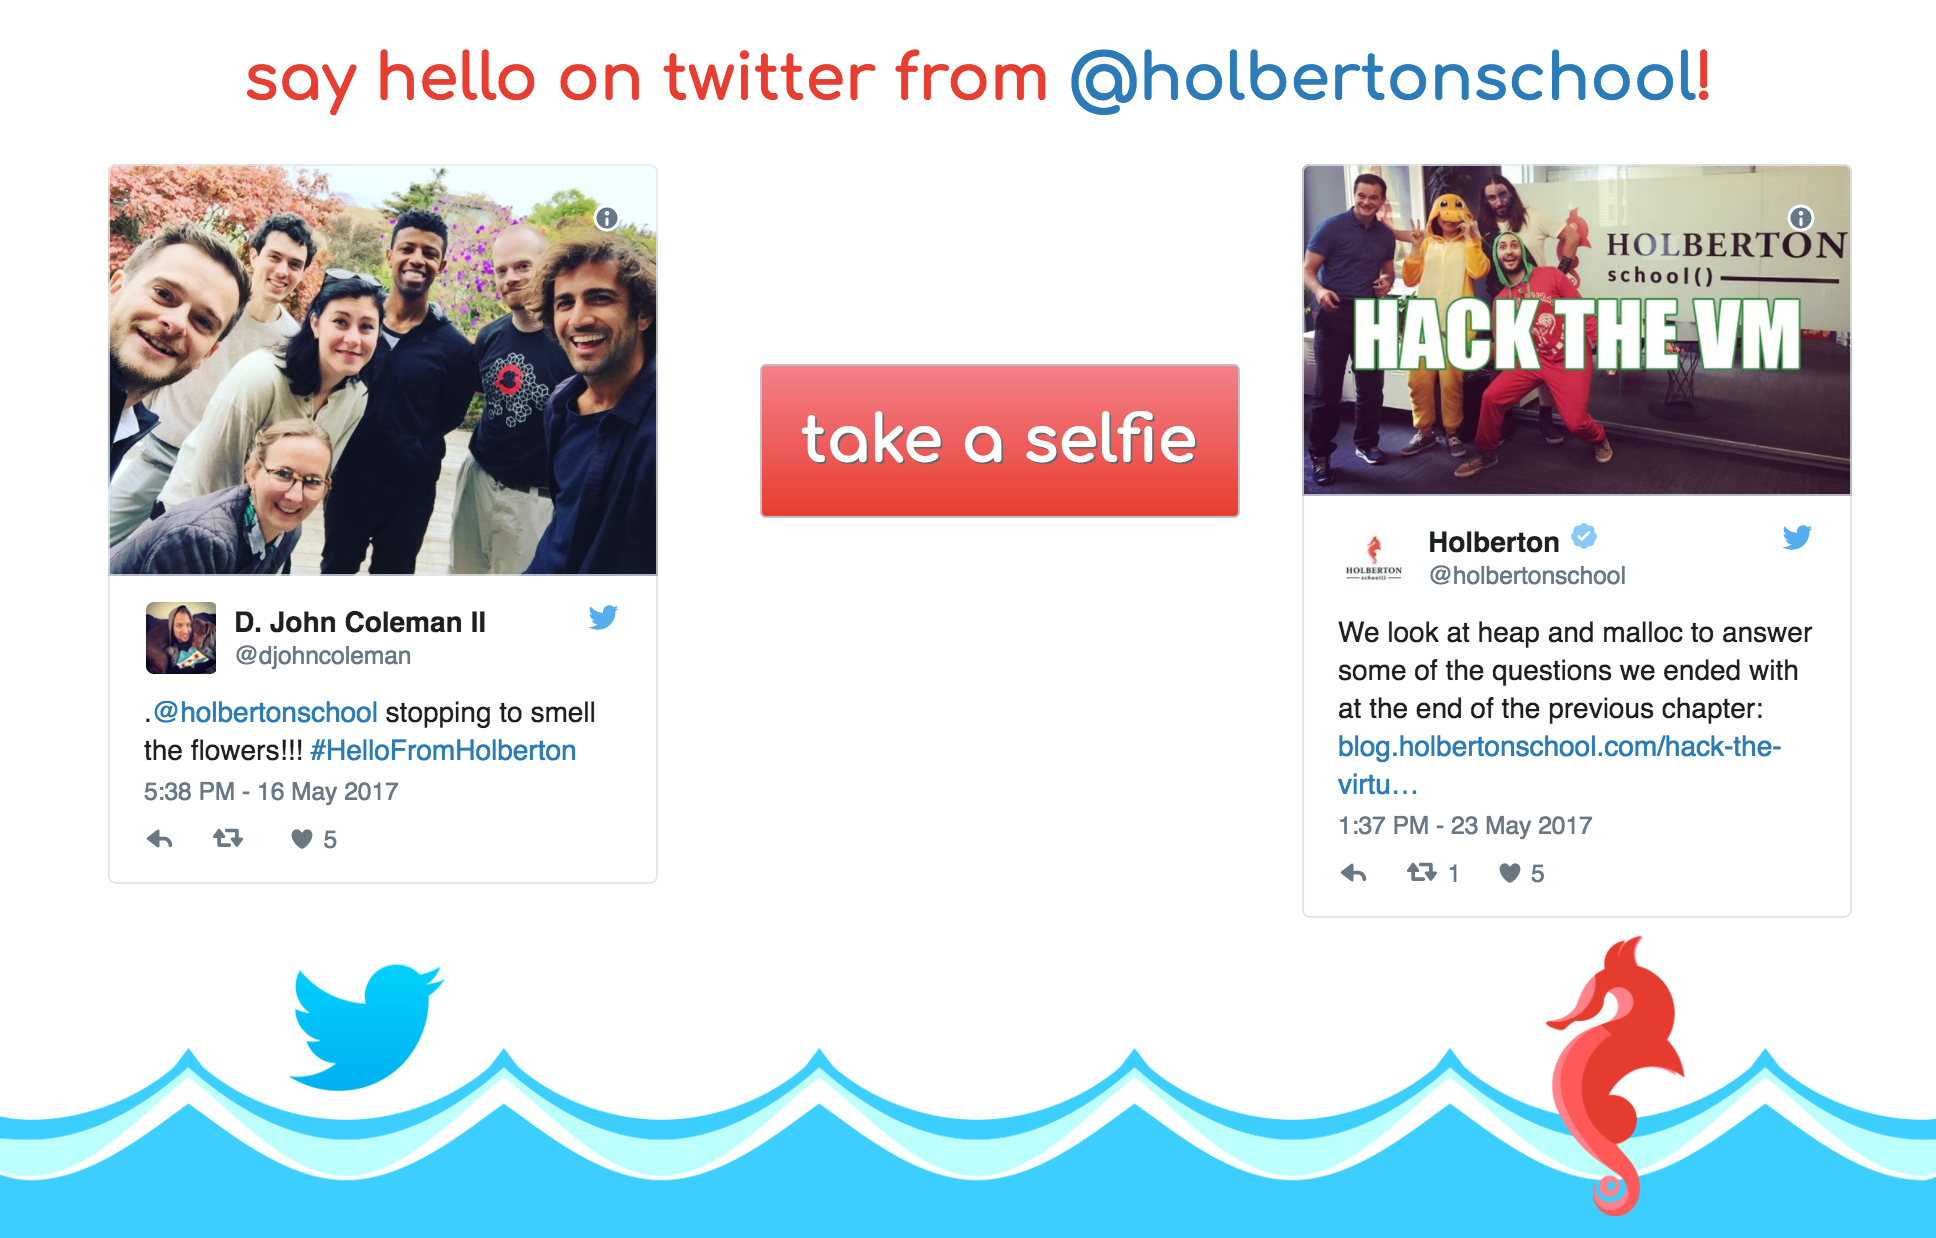 say hello on twitter from @holbertonschool!
D. John Coleman II
@djohncoleman
.@holbertonschool stopping to smell
the flowers!!! #HelloFromHolberton
5:38 PM - 16 May 2017
5
take a selfie
HOLBERTON
school()
HACK THE VM
HOLBERTON
school()
Holberton
@holbertonschool
We look at heap and malloc to answer
some of the questions we ended with
at the end of the previous chapter:
blog.holbertonschool.com/hack-the-
virtu…
1:37 PM - 23 May 2017
1 5